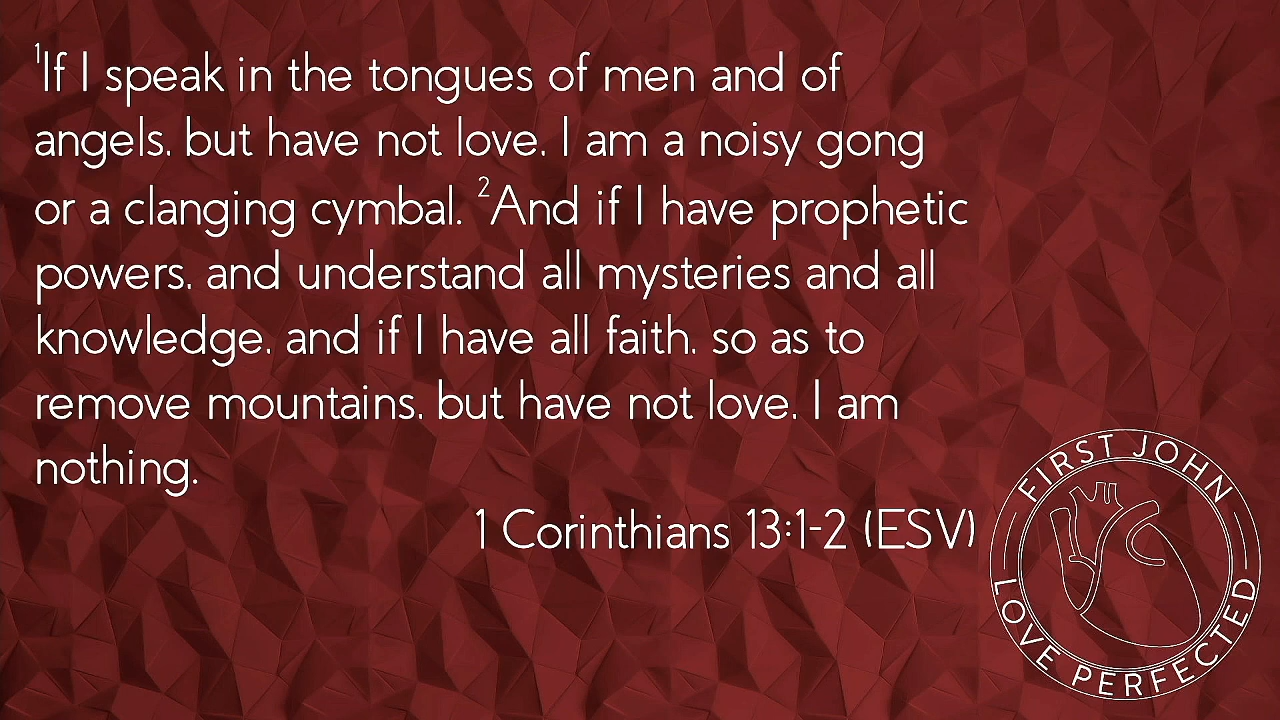 ¹If I speak in the tongues of men and of
angels, but have not love, I am a noisy gong
or a clanging cymbal. ²And if I have prophetic
powers, and understand all mysteries and all
knowledge, and if I have all faith, so as to
remove mountains, but have not love, I am
nothing.
1 Corinthians 13:1-2 (ESV)
FIRST JOHN
LOVE PERFECTED